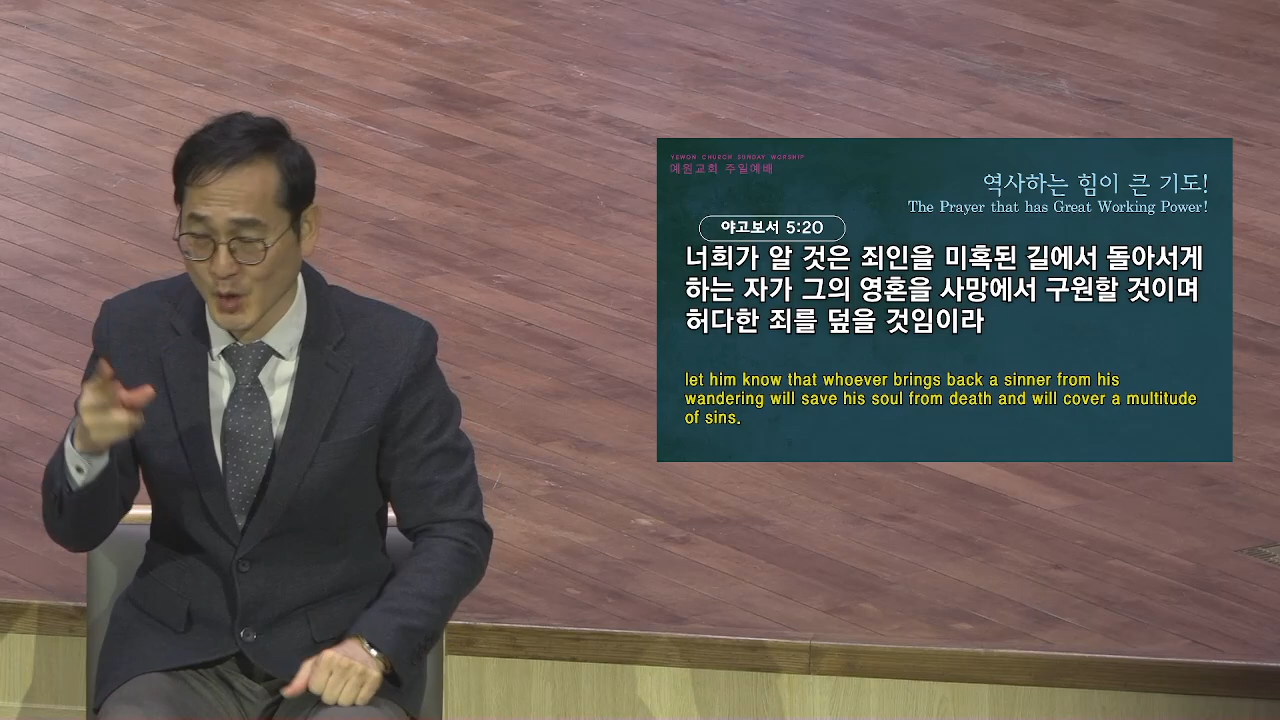 YEWON CHURCH SUNDAY WORSHIP
예원교회 주일예배
역사하는 힘이 큰 기도!
The Prayer that has Great Working Power!
야고보서 5:20
너희가 알 것은 죄인을 미혹된 길에서 돌아서게
하는 자가 그의 영혼을 사망에서 구원할 것이며
허다한 죄를 덮을 것임이라
let him know that whoever brings back a sinner from his
wandering will save his soul from death and will cover a multitude
of sins.